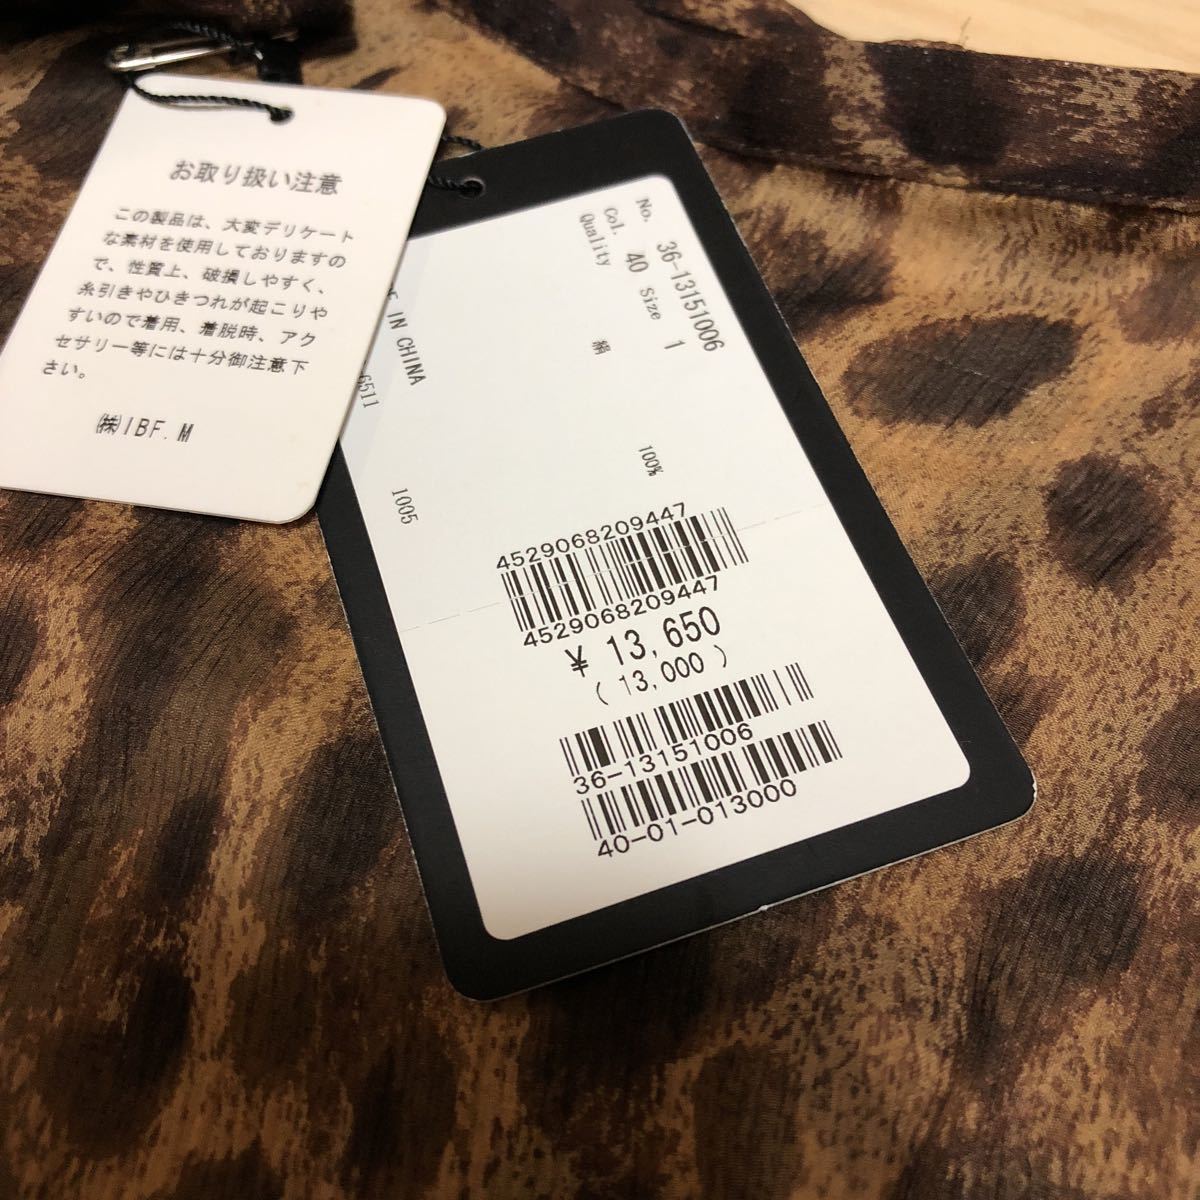 お取り扱い注意
この製品は、大変デリケート
な素材を使用しておりますの
で、性質上、破損しやすく、
糸引きやひきつれが起こりや
すいので着用、着脱時、アク
セサリー等には十分御注意下
さい。
㈱IBF.M
No. 36-13151006
Col. 40 Size 1
Quality
絹 100%
IN CHINA
6511
1005
4529068209447
4529068209447
¥ 13,650
( 13,000 )
36-13151006
40-01-013000